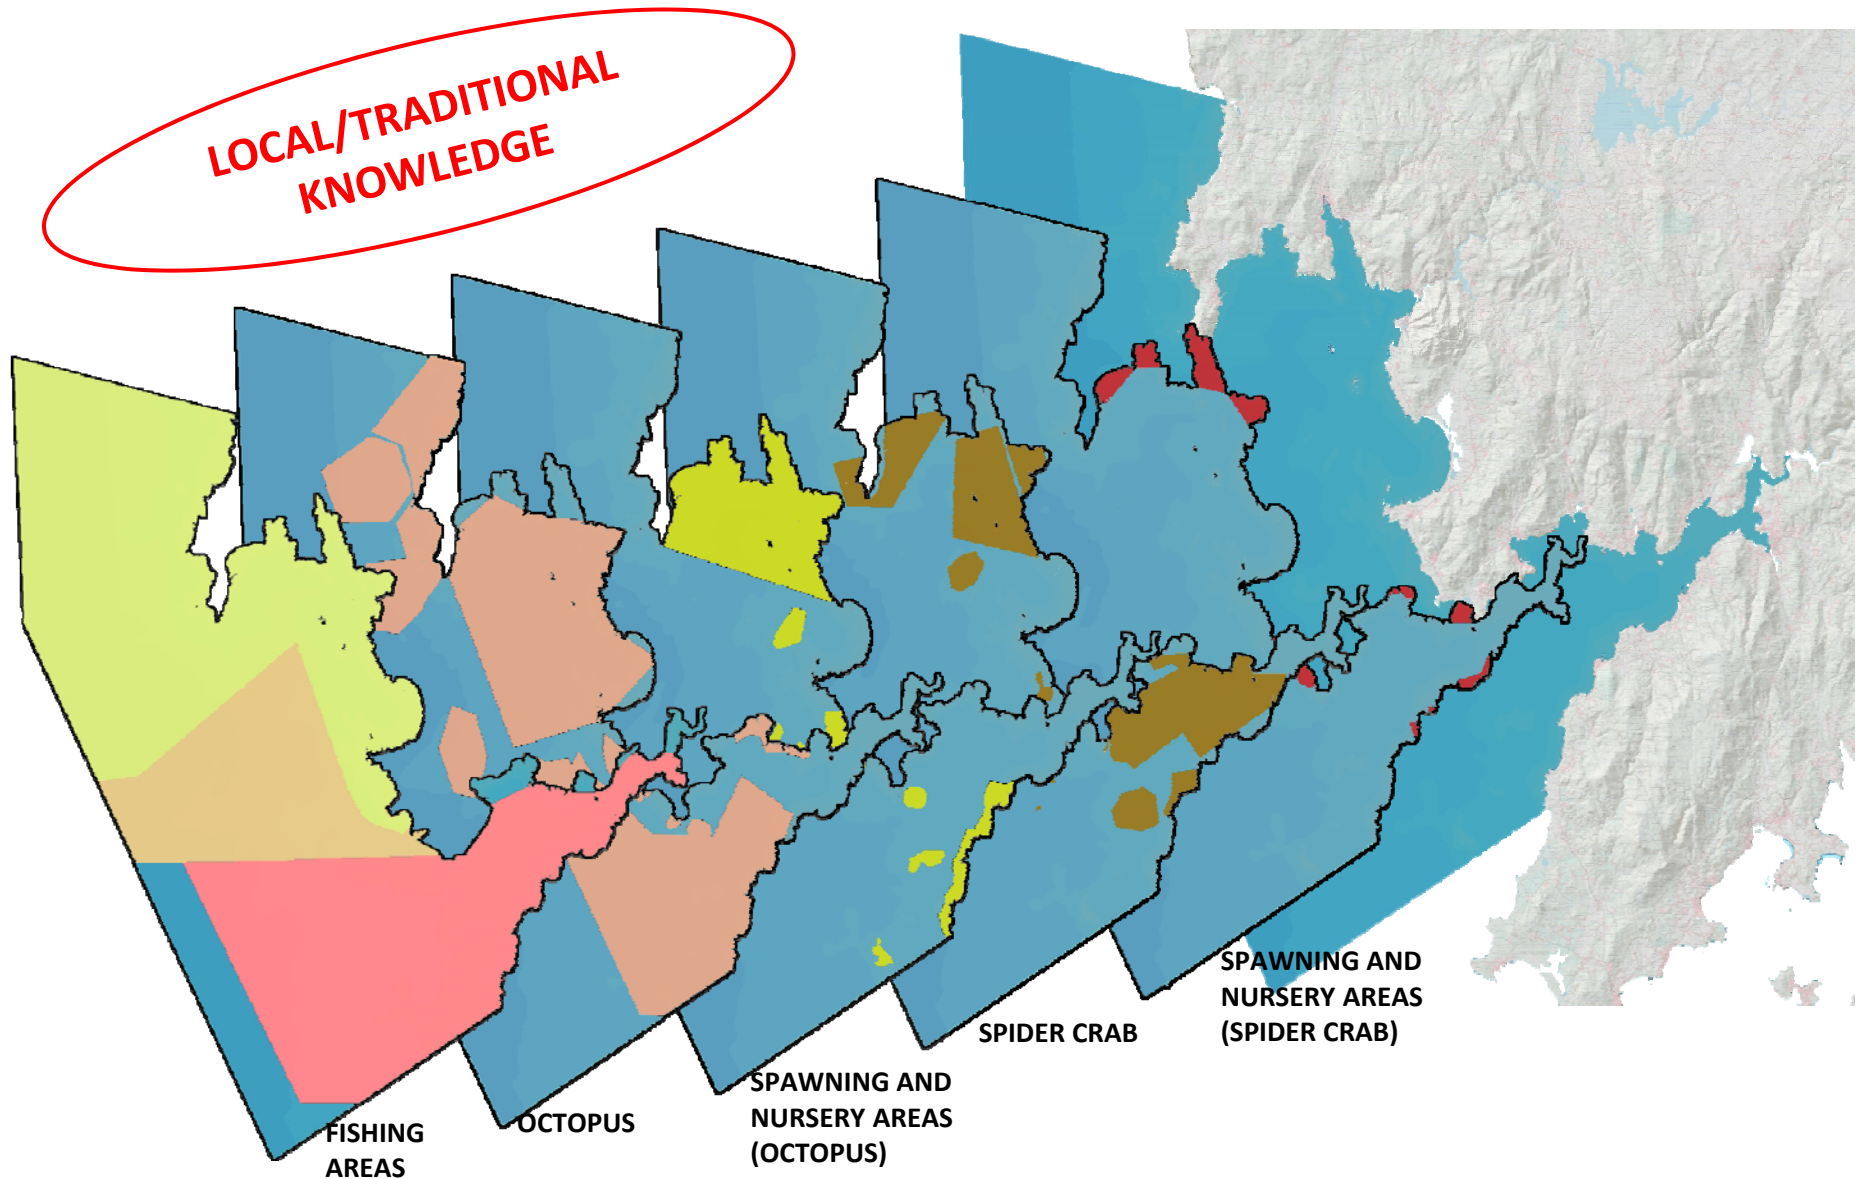 LOCAL/TRADITIONAL
KNOWLEDGE
FISHING
AREAS
OCTOPUS
SPAWNING AND
NURSERY AREAS
(OCTOPUS)
SPIDER CRAB
SPAWNING AND
NURSERY AREAS
(SPIDER CRAB)